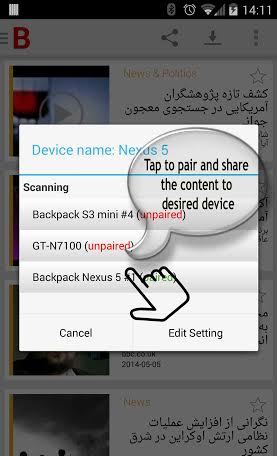 14:11
B
News & Politics
کشف تازه پژوهشگران
آمریکایی در جستجوی معجون
جوانی
Device name: Nexus 5
Tap to pair and share
the content to
desired device
Scanning
Backpack S3 mini #4 (unpaired)
GT-N7100 (unpaired)
Backpack Nexus 5
Cancel
Edit Setting
bbc.co.uk
2014-05-05
News
نگرانی از افزایش عملیات
نظامی ارتش اوکراین در شرق
کشور